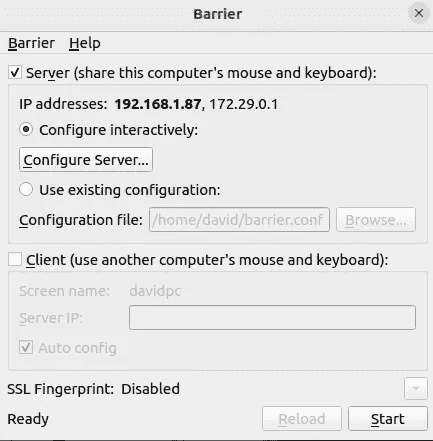 Barrier
Barrier Help
Server (share this computer's mouse and keyboard):
IP addresses: 192.168.1.87, 172.29.0.1
Configure interactively:
Configure Server...
Use existing configuration:
Configuration file: /home/david/barrier.conf Browse...
Client (use another computer's mouse and keyboard):
Screen name: davidpc
Server IP:
Auto config
SSL Fingerprint: Disabled
Ready Reload Start